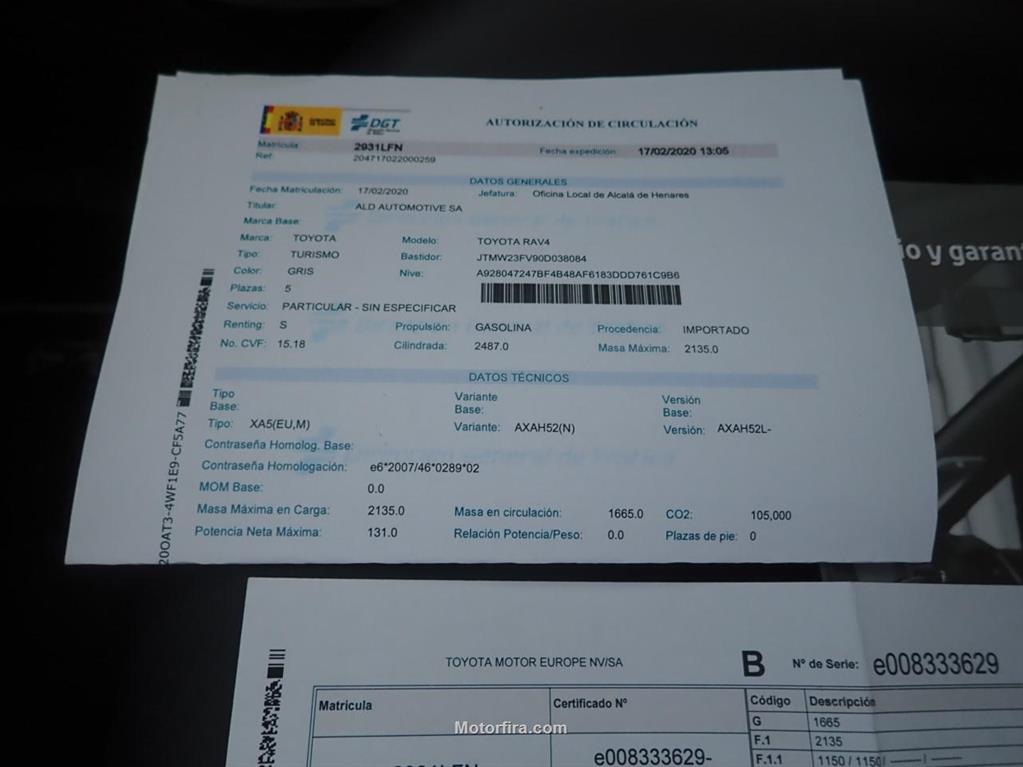 DGT
AUTORIZACIÓN DE CIRCULACIÓN
Matrícula: 2931LFN Fecha expedición: 17/02/2020 13:05
Ref: 204717022000259
DATOS GENERALES
Fecha Matriculación: 17/02/2020 Jefatura: Oficina Local de Alcalá de Henares
Titular: ALD AUTOMOTIVE SA
Marca Base:
Marca: TOYOTA Modelo: TOYOTA RAV4
Tipo: TURISMO Bastidor: JTMW23FV90D038084
Color: GRIS Nive: A928047247BF4B48AF6183DDD761C9B6
Plazas: 5
Servicio: PARTICULAR - SIN ESPECIFICAR
Renting: S Propulsión: GASOLINA Procedencia: IMPORTADO
No. CVF: 15.18 Cilindrada: 2487.0 Masa Máxima: 2135.0
DATOS TÉCNICOS
Tipo Base: Variante Base: Versión Base:
Tipo: XA5(EU,M) Variante: AXAH52(N) Versión: AXAH52L-
Contraseña Homolog. Base:
Contraseña Homologación: e6*2007/46*0289*02
MOM Base: 0.0
Masa Máxima en Carga: 2135.0 Masa en circulación: 1665.0 CO2: 105,000
Potencia Neta Máxima: 131.0 Relación Potencia/Peso: 0.0 Plazas de pie: 0
20OAT3-4WF1E9-CF5A77
io y garan
TOYOTA MOTOR EUROPE NV/SA B Nº de Serie: e008333629
Matrícula Certificado Nº Código Descripción
G 1665
F.1 2135
e008333629- F.1.1 1150 / 1150
Motorfira.com